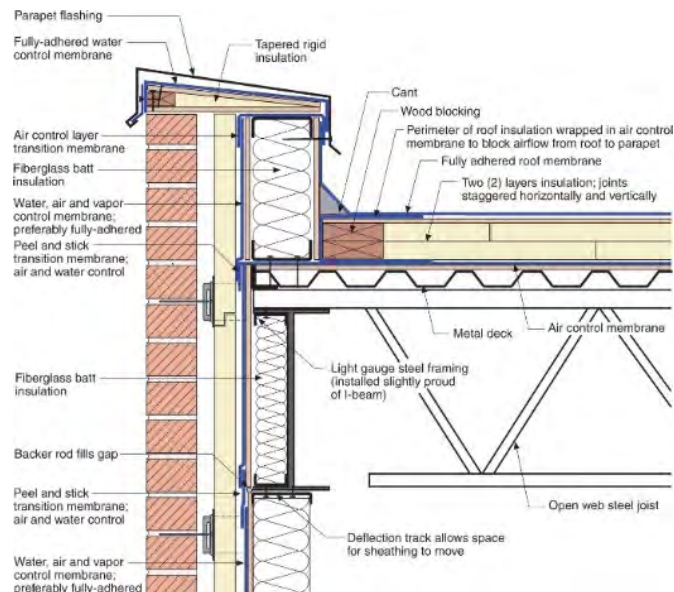 Parapet flashing
Fully-adhered water
control membrane
Tapered rigid
insulation
Cant
Wood blocking
Perimeter of roof insulation wrapped in air control
membrane to block airflow from roof to parapet
Fully adhered roof membrane
Two (2) layers insulation; joints
staggered horizontally and vertically
Air control layer
transition membrane
Fiberglass batt
insulation
Water, air and vapor
control membrane;
preferably fully-adhered
Peel and stick
transition membrane;
air and water control
Metal deck
Air control membrane
Light gauge steel framing
(installed slightly proud
of I-beam)
Fiberglass batt
insulation
Backer rod fills gap
Peel and stick
transition membrane;
air and water control
Open web steel joist
Deflection track allows space
for sheathing to move
Water, air and vapor
control membrane;
preferably fully-adhered